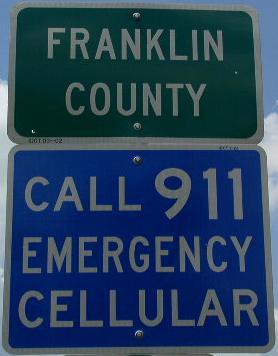 FRANKLIN
COUNTY
CALL 911
EMERGENCY
CELLULAR